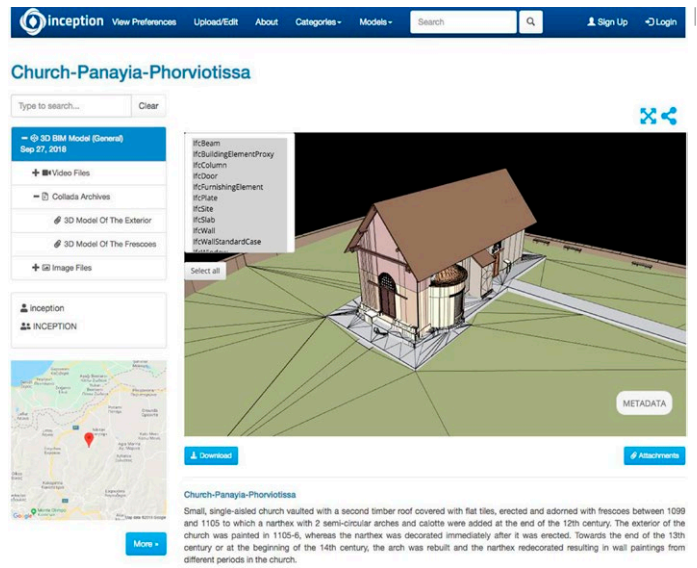 inception View Preferences Upload/Edit About Categories Models Search Sign Up Login
Church-Panayia-Phorviotissa
Type to search... Clear
3D BIM Model (General)
Sep 27, 2018
Video Files
Collada Archives
3D Model Of The Exterior
3D Model Of The Frescoes
Image Files
inception
INCEPTION
Google
More
IfcBeam
IfcBuildingElementProxy
IfcColumn
IfcDoor
IfcFurnishingElement
IfcPlate
IfcSite
IfcSlab
IfcWall
IfcWallStandardCase
Select all
METADATA
Download Attachments
Church-Panayia-Phorviotissa
Small, single-aisled church vaulted with a second timber roof covered with flat tiles, erected and adorned with frescoes between 1099
and 1105 to which a narthex with 2 semi-circular arches and calotte were added at the end of the 12th century. The exterior of the
church was painted in 1105-6, whereas the narthex was decorated immediately after it was erected. Towards the end of the 13th
century or at the beginning of the 14th century, the arch was rebuilt and the narthex redecorated resulting in wall paintings from
different periods in the church.